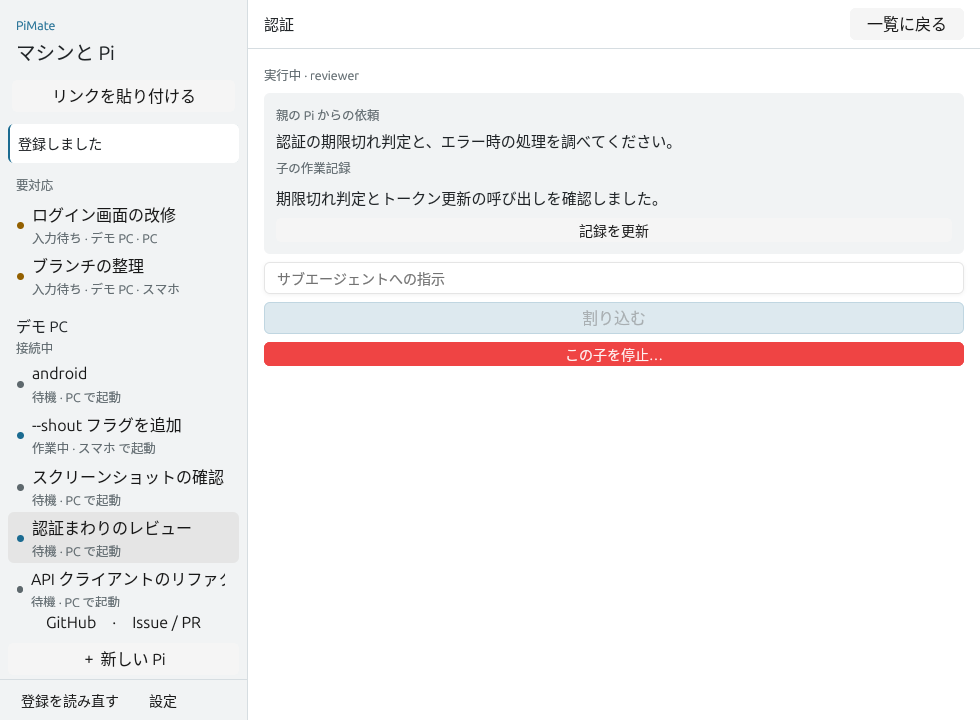 PiMate
マシンと Pi
リンクを貼り付ける
登録しました
要対応
ログイン画面の改修
入力待ち · デモ PC · PC
ブランチの整理
入力待ち · デモ PC · スマホ
デモ PC
接続中
android
待機 · PC で起動
--shout フラグを追加
作業中 · スマホ で起動
スクリーンショットの確認
待機 · PC で起動
認証まわりのレビュー
待機 · PC で起動
API クライアントのリファク
待機 · PC で起動
GitHub · Issue / PR
+ 新しい Pi
登録を読み直す 設定
認証 一覧に戻る
実行中 · reviewer
親の Pi からの依頼
認証の期限切れ判定と、エラー時の処理を調べてください。
子の作業記録
期限切れ判定とトークン更新の呼び出しを確認しました。
記録を更新
サブエージェントへの指示
割り込む
この子を停止…